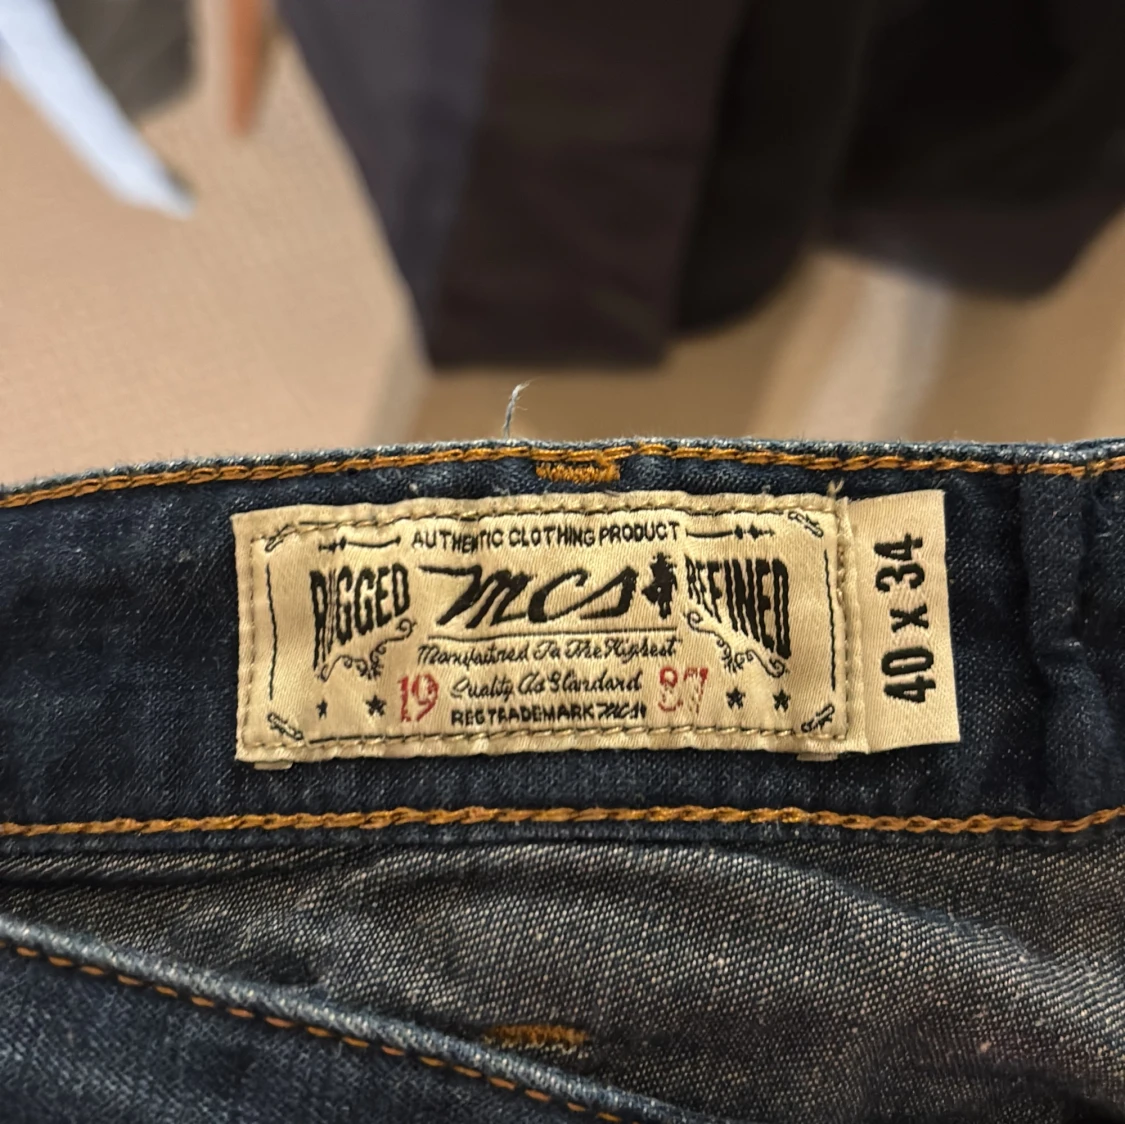 AUTHENTIC CLOTHING PRODUCT
RUGGED mcs REFINED
Manufactured To The Highest
19 Quality As Standard 87
REG TRADEMARK mcs
40 x 34